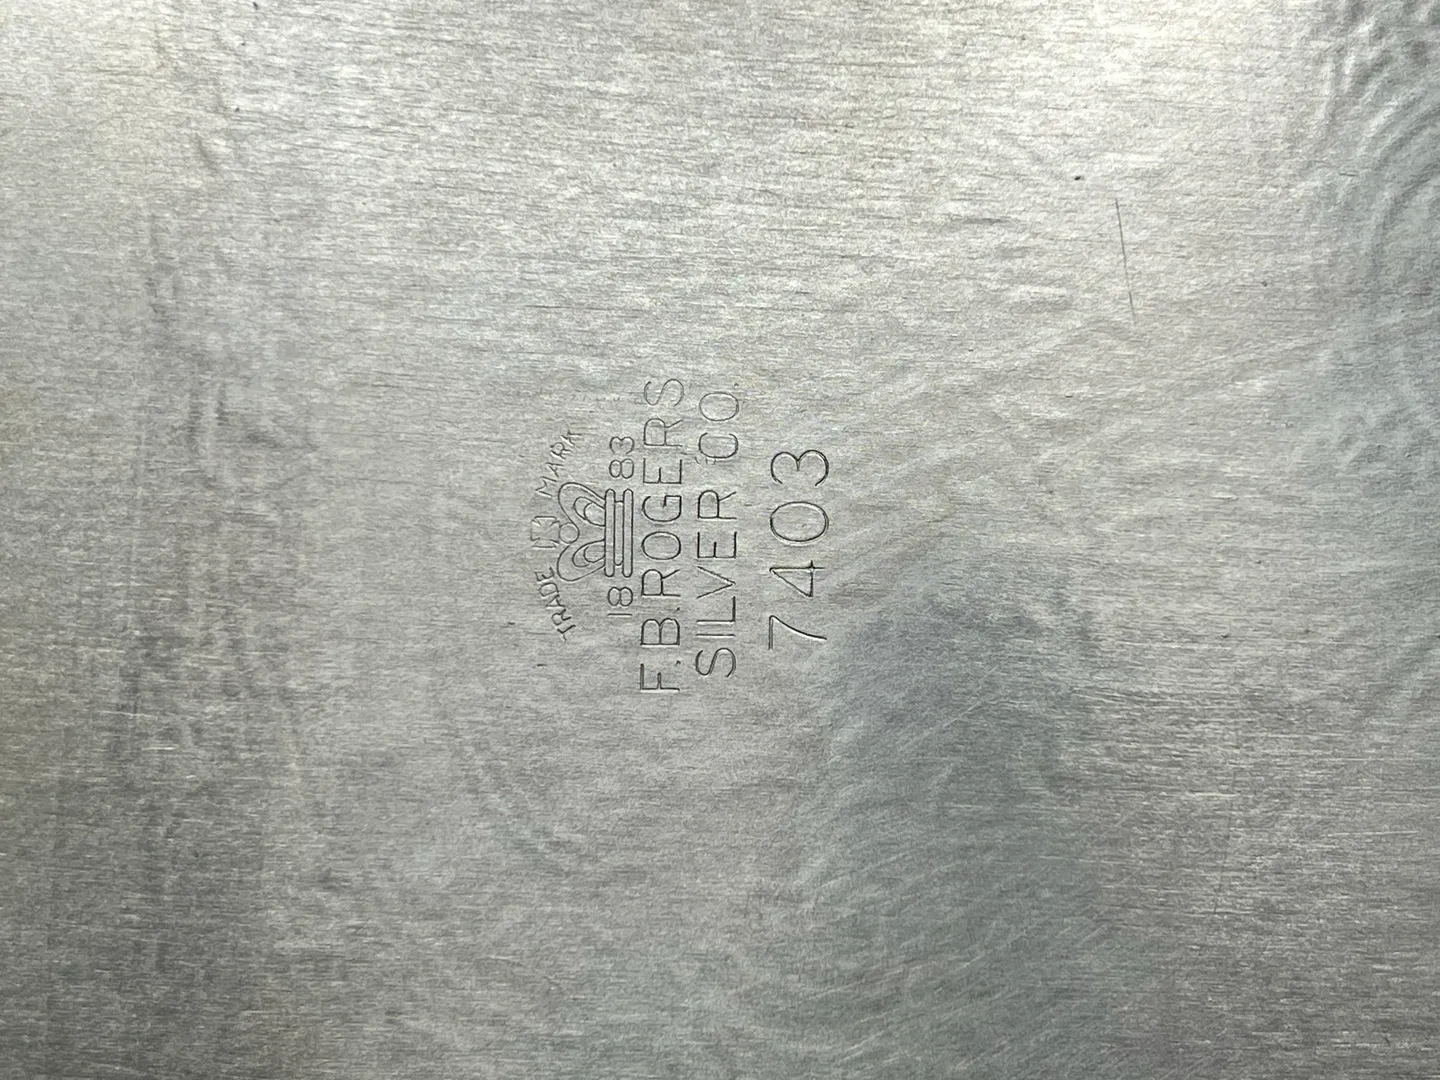 TRADE MARK
18 83
F.B.ROGERS
SILVER CO.
7403